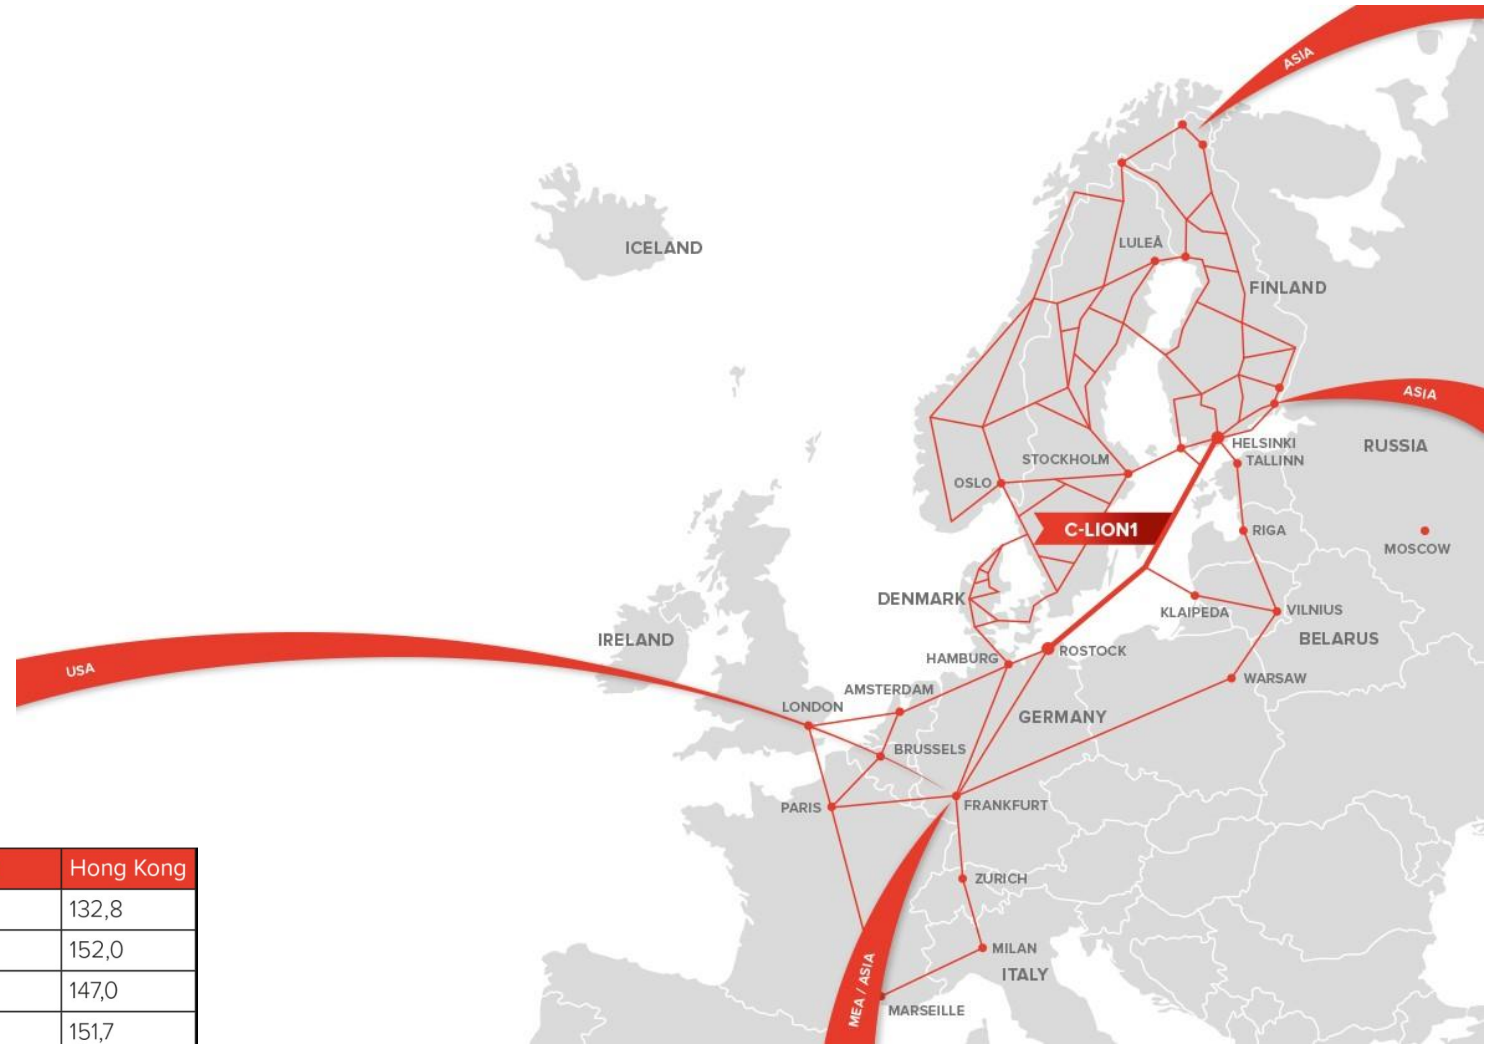 ASIA
ICELAND
LULEÅ
FINLAND
ASIA
HELSINKI
RUSSIA
STOCKHOLM
TALLINN
OSLO
C-LION1
RIGA
MOSCOW
DENMARK
KLAIPEDA
VILNIUS
IRELAND
BELARUS
HAMBURG
ROSTOCK
USA
WARSAW
AMSTERDAM
LONDON
GERMANY
BRUSSELS
PARIS
FRANKFURT
Hong Kong
ZURICH
132,8
152,0
MILAN
ITALY
147,0
MEA / ASIA
MARSEILLE
151,7